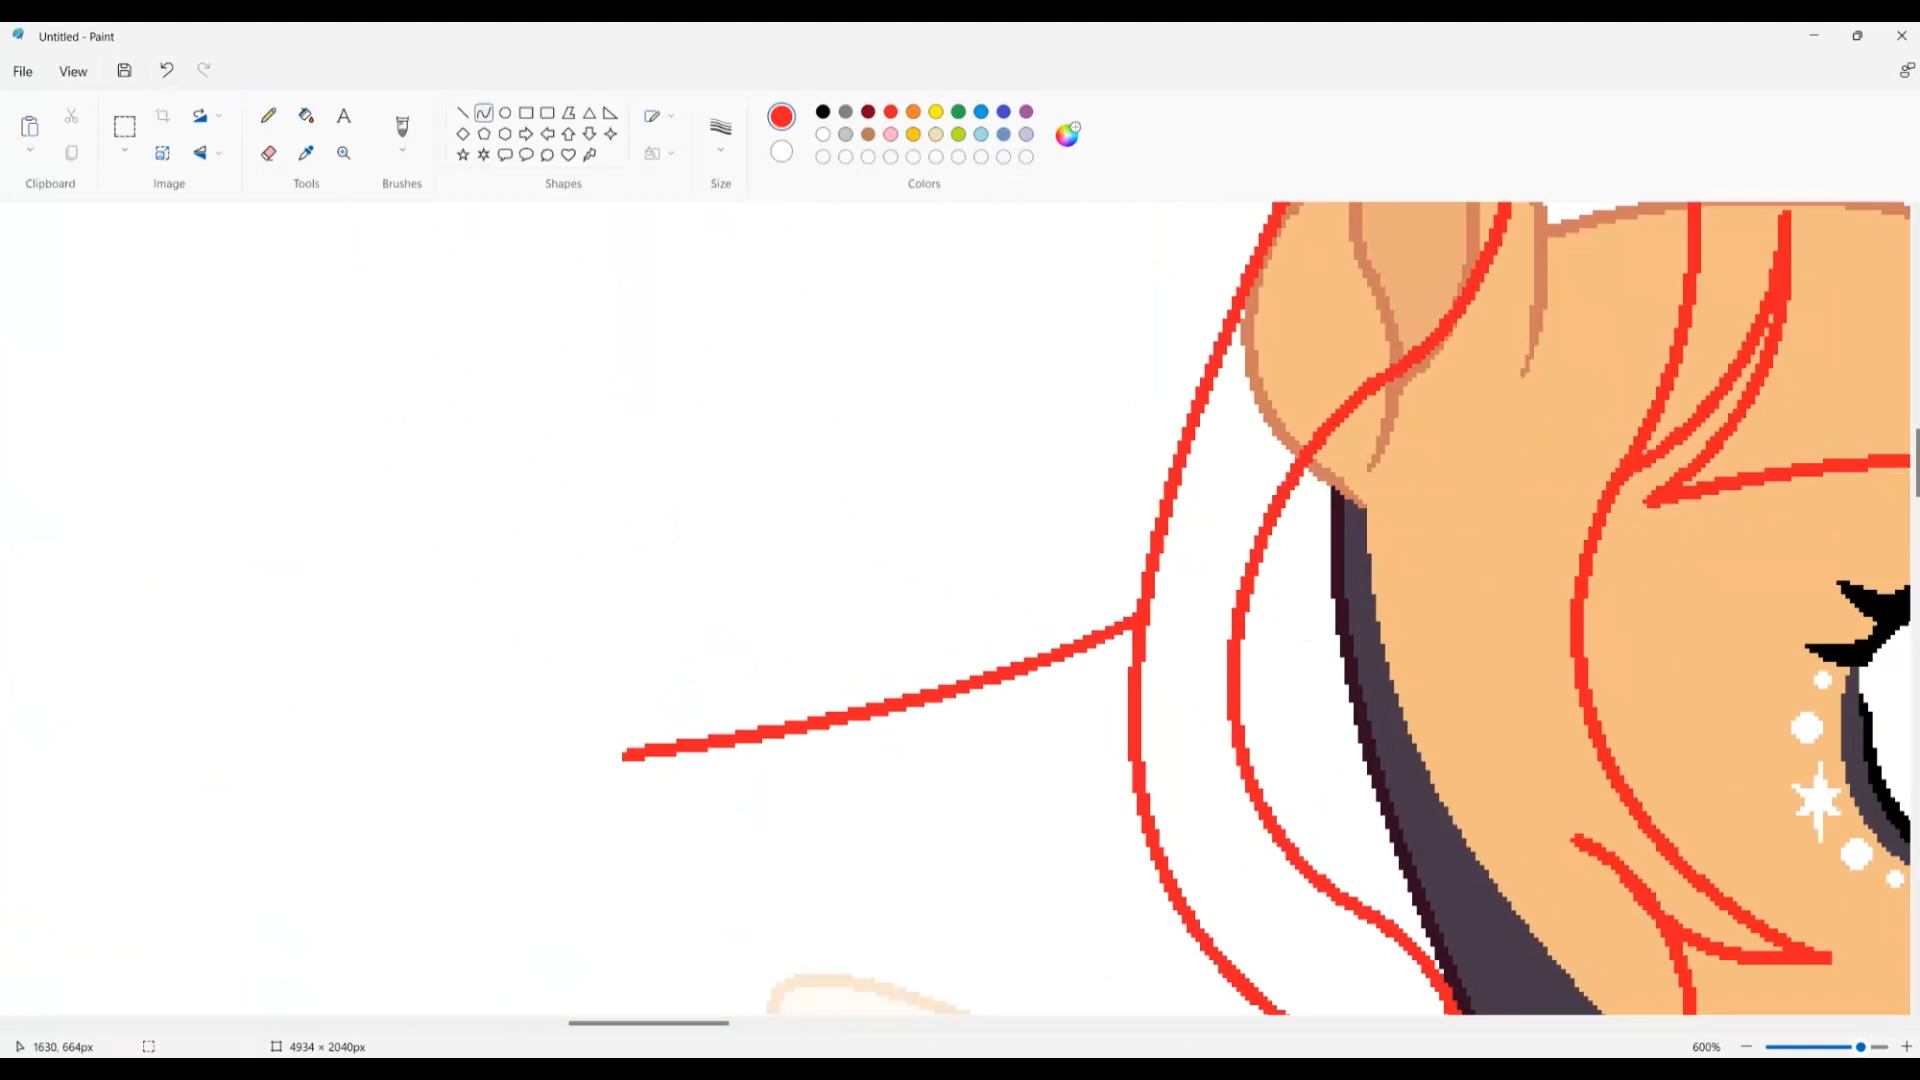 Untitled - Paint
File View
Clipboard Image Tools Brushes Shapes Size Colors
1630, 664px 4934 × 2040px 600%